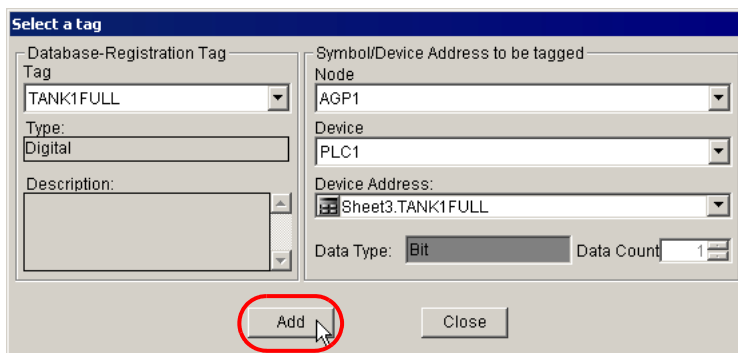 Select a tag
Database-Registration Tag
Tag
TANK1FULL
Type:
Digital
Description:
Symbol/Device Address to be tagged
Node
AGP1
Device
PLC1
Device Address:
Sheet3.TANK1FULL
Data Type: Bit Data Count 1
Add Close